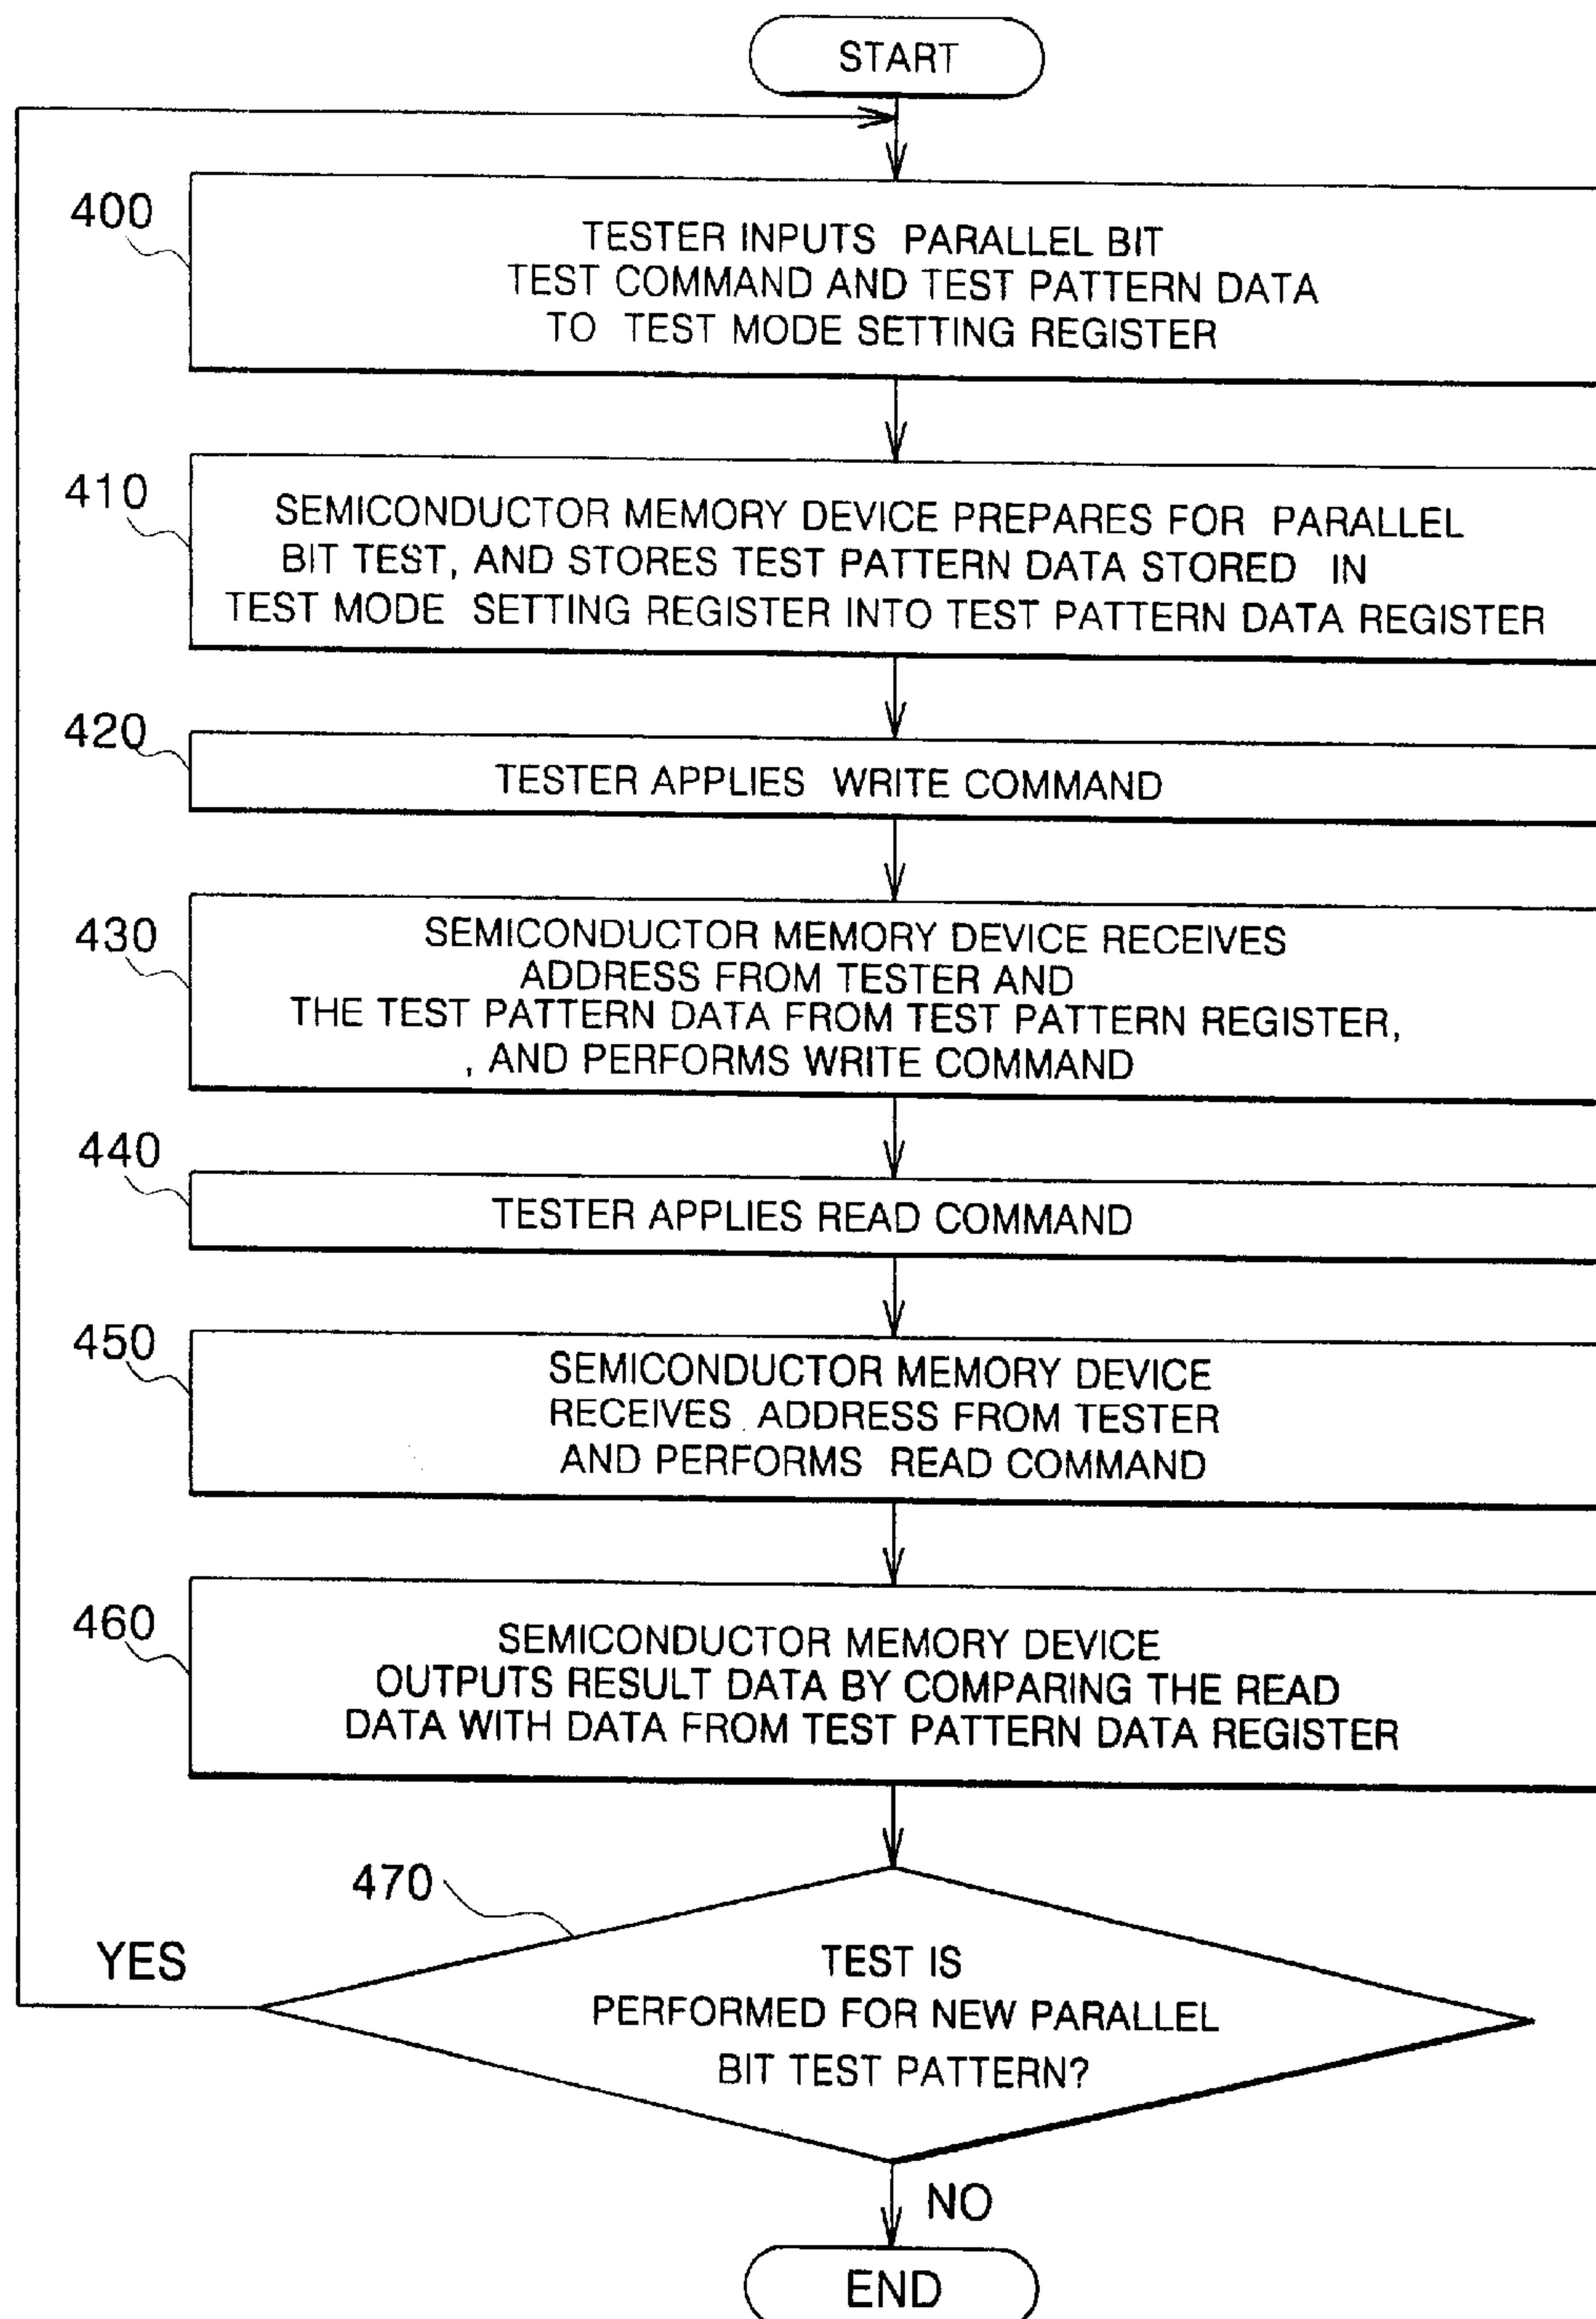 START
400
TESTER INPUTS PARALLEL BIT
TEST COMMAND AND TEST PATTERN DATA
TO TEST MODE SETTING REGISTER
410
SEMICONDUCTOR MEMORY DEVICE PREPARES FOR PARALLEL
BIT TEST, AND STORES TEST PATTERN DATA STORED IN
TEST MODE SETTING REGISTER INTO TEST PATTERN DATA REGISTER
420
TESTER APPLIES WRITE COMMAND
430
SEMICONDUCTOR MEMORY DEVICE RECEIVES
ADDRESS FROM TESTER AND
THE TEST PATTERN DATA FROM TEST PATTERN REGISTER,
, AND PERFORMS WRITE COMMAND
440
TESTER APPLIES READ COMMAND
450
SEMICONDUCTOR MEMORY DEVICE
RECEIVES ADDRESS FROM TESTER
AND PERFORMS READ COMMAND
460
SEMICONDUCTOR MEMORY DEVICE
OUTPUTS RESULT DATA BY COMPARING THE READ
DATA WITH DATA FROM TEST PATTERN DATA REGISTER
470
YES
TEST IS
PERFORMED FOR NEW PARALLEL
BIT TEST PATTERN?
NO
END